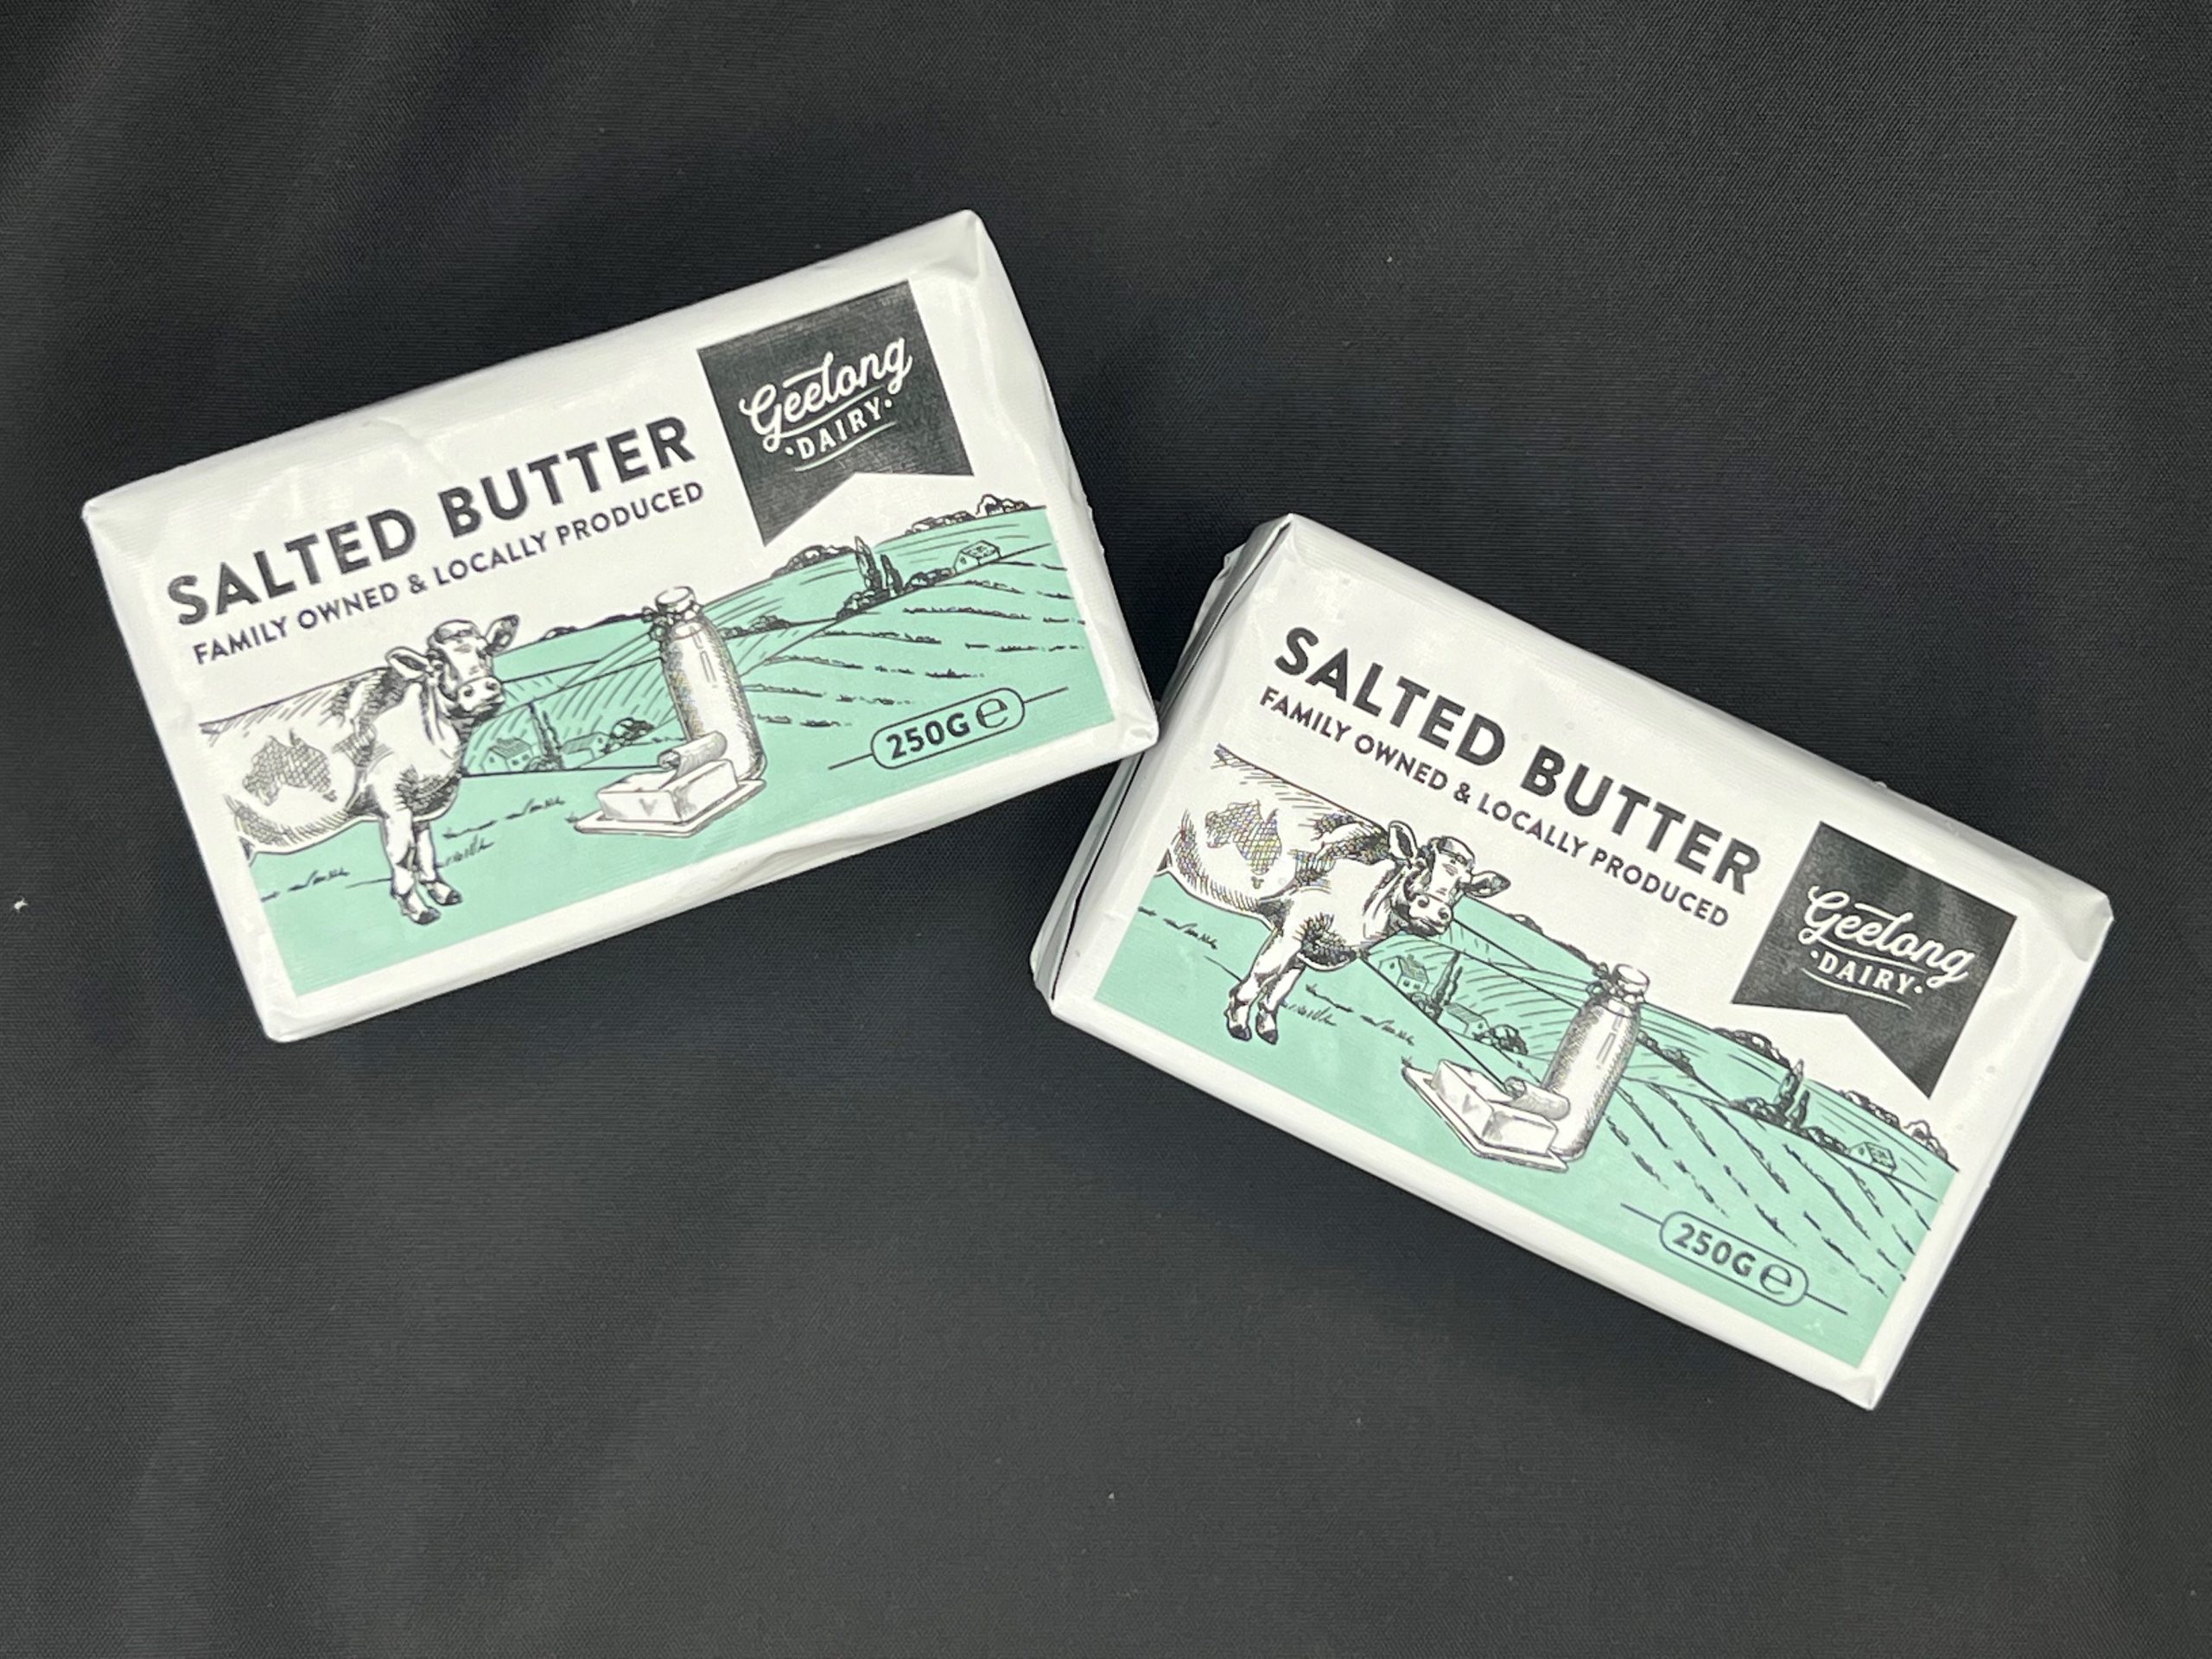 SALTED BUTTER
FAMILY OWNED & LOCALLY PRODUCED
Geelong
·DAIRY·
250G ℮
SALTED BUTTER
FAMILY OWNED & LOCALLY PRODUCED
Geelong
·DAIRY·
250G ℮